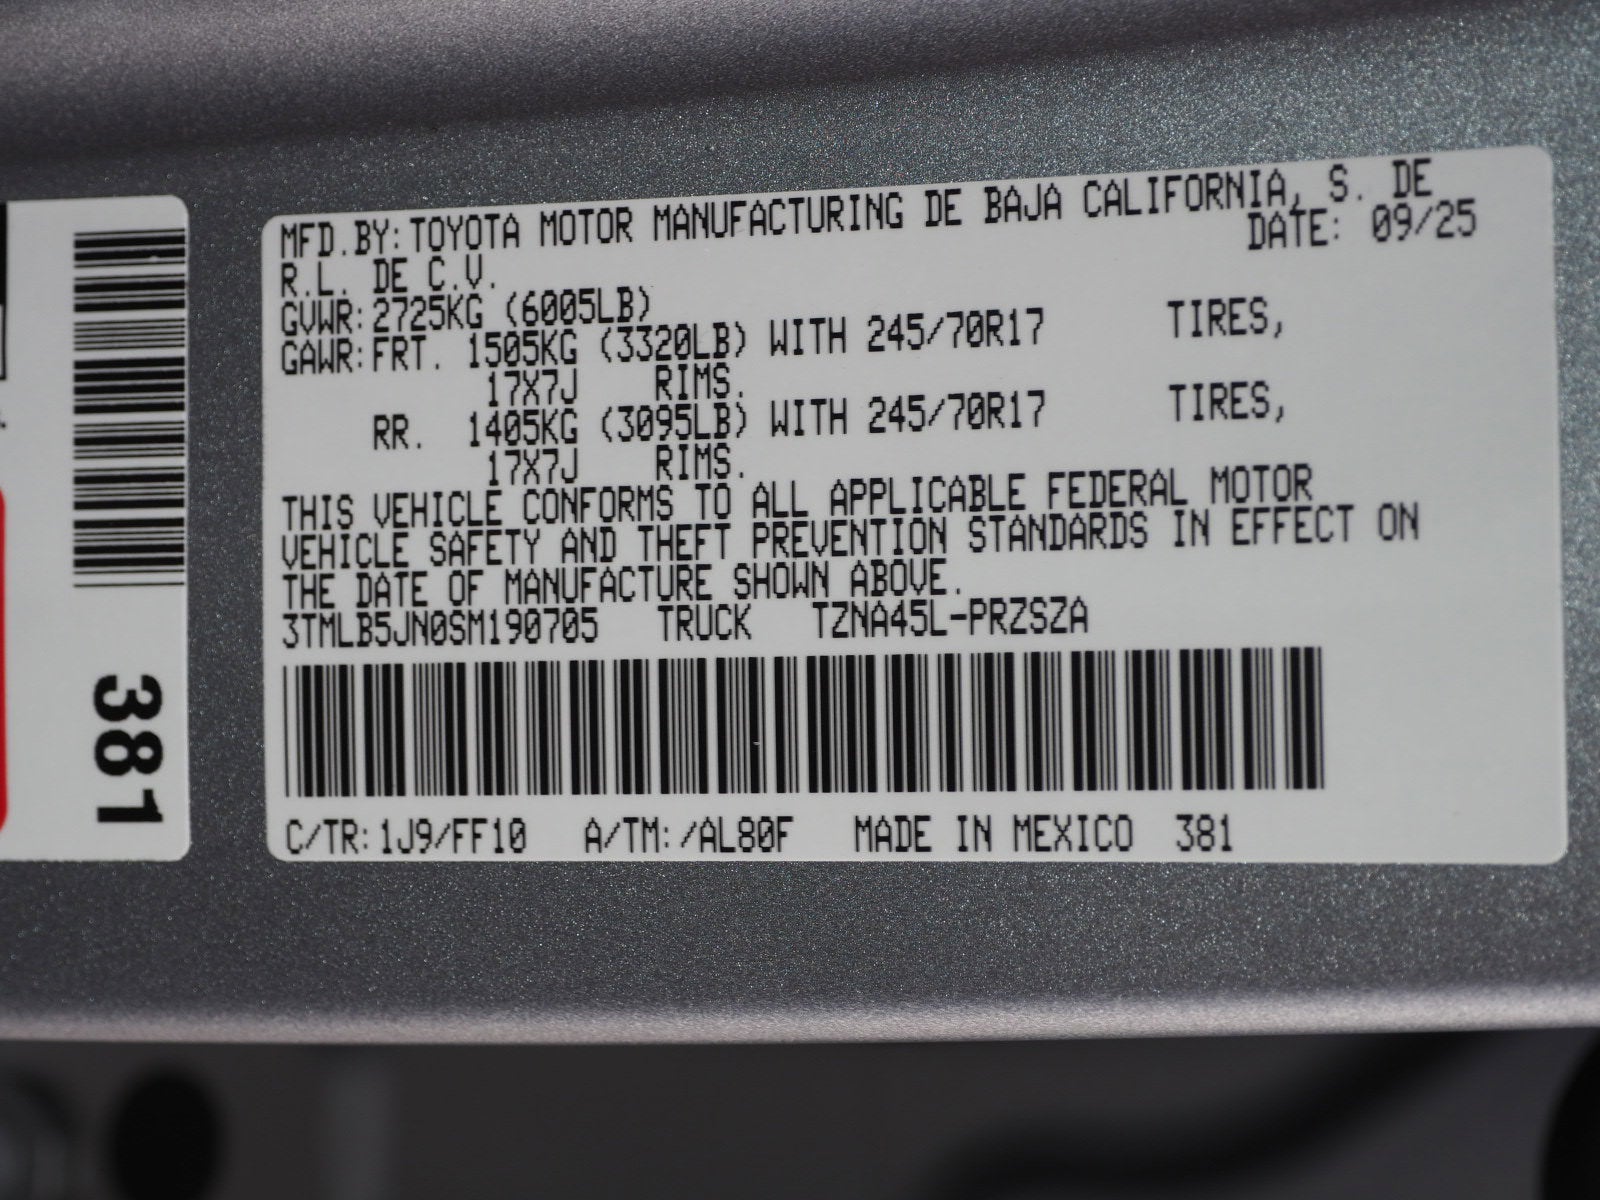 MFD.BY:TOYOTA MOTOR MANUFACTURING DE BAJA CALIFORNIA, S. DE
R.L. DE C.V. DATE: 09/25
GVWR:2725KG (6005LB)
GAWR:FRT. 1505KG (3320LB) WITH 245/70R17 TIRES,
17X7J RIMS.
RR. 1405KG (3095LB) WITH 245/70R17 TIRES,
17X7J RIMS.
THIS VEHICLE CONFORMS TO ALL APPLICABLE FEDERAL MOTOR
VEHICLE SAFETY AND THEFT PREVENTION STANDARDS IN EFFECT ON
THE DATE OF MANUFACTURE SHOWN ABOVE.
3TMLB5JN0SM190705 TRUCK TZNA45L-PRZSZA
C/TR:1J9/FF10 A/TM:/AL80F MADE IN MEXICO 381
381